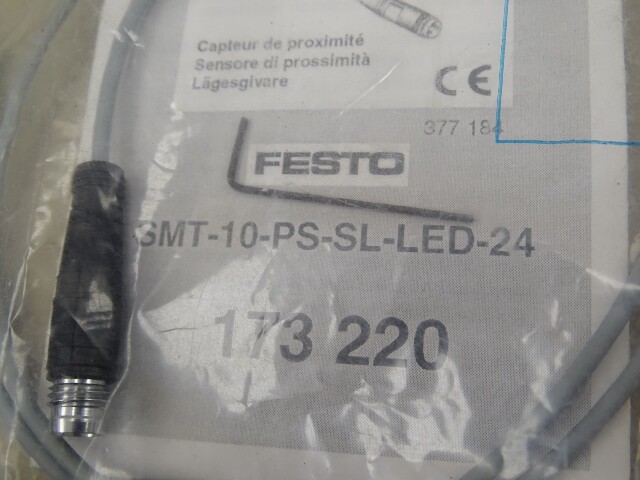 Capteur de proximité
Sensore di prossimità
Lägesgivare
CE
377 184
FESTO
SMT-10-PS-SL-LED-24
173 220